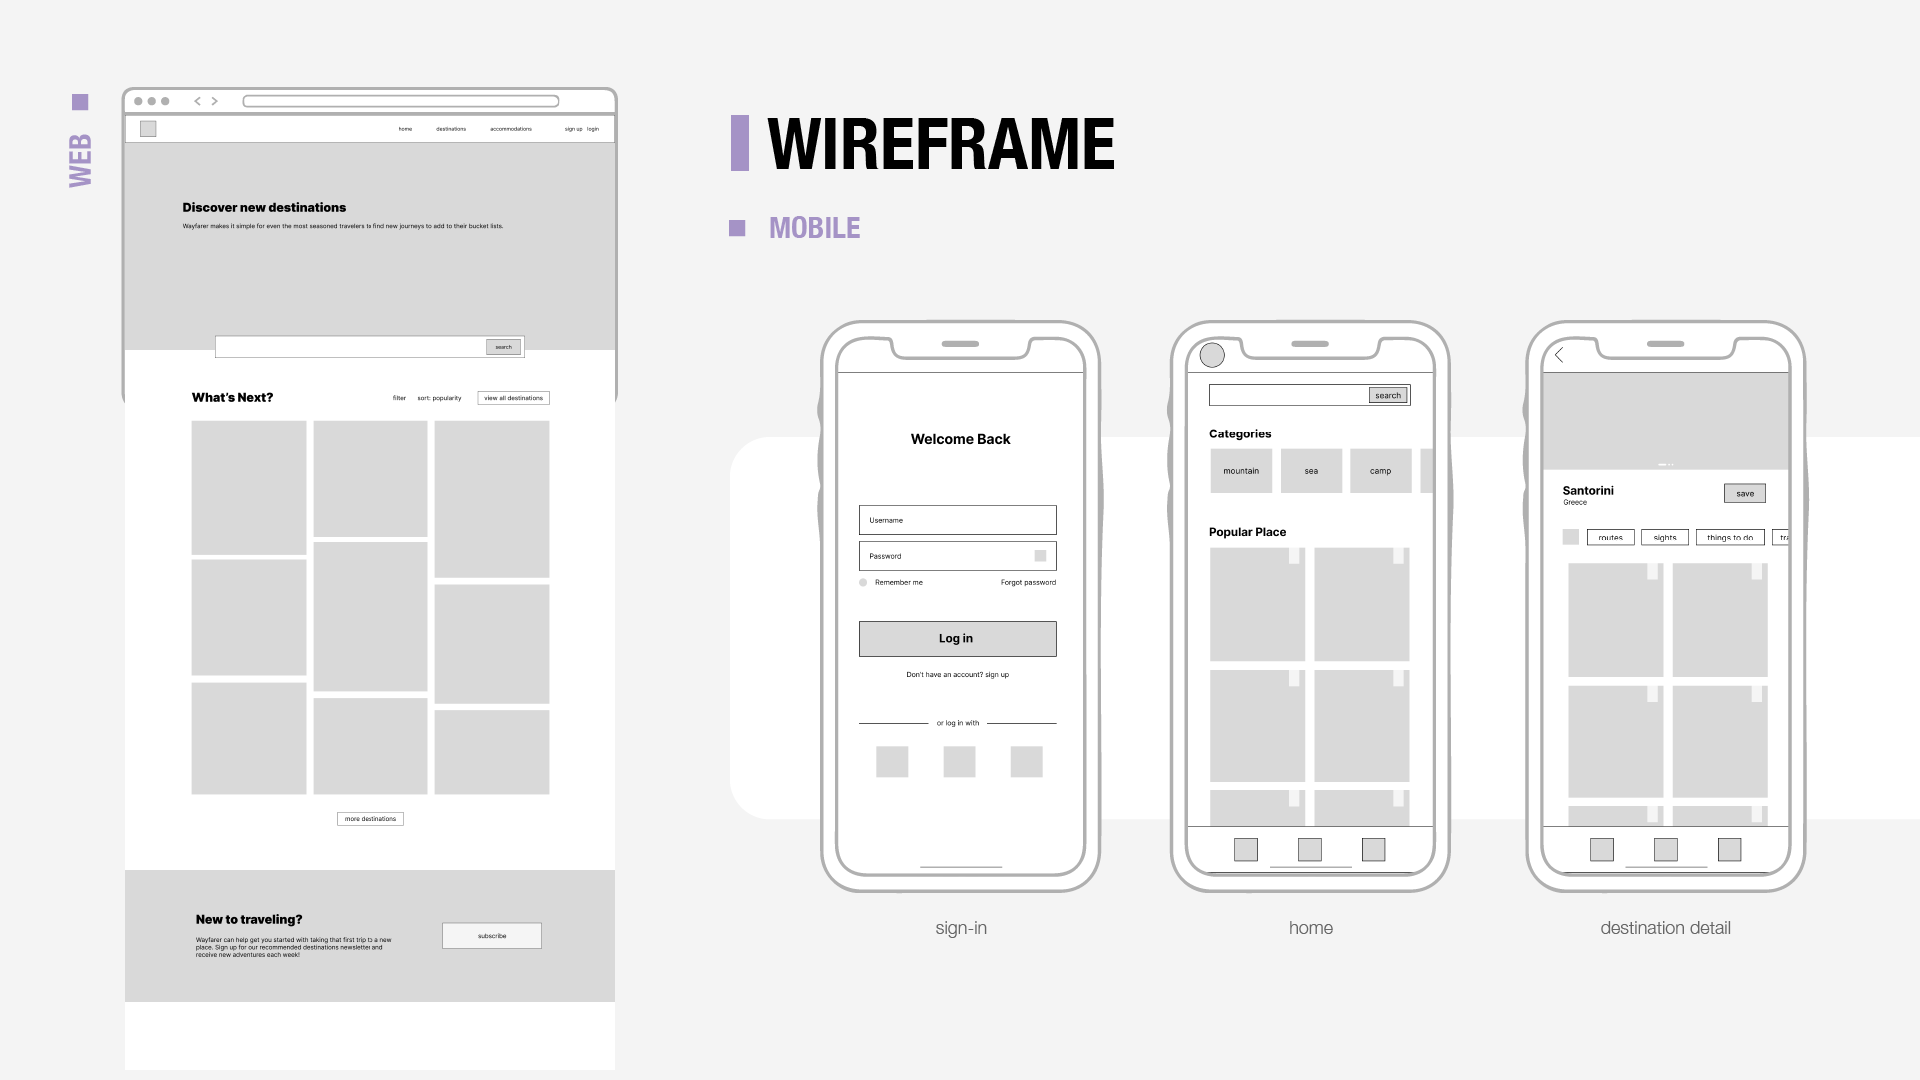 WEB
home destinations accommodations sign up login
Discover new destinations
Wayfarer makes it simple for even the most seasoned travelers to find new journeys to add to their bucket lists.
search
What's Next?
filter sort: popularity view all destinations
more destinations
New to traveling?
Wayfarer can help get you started with taking that first trip to a new
place. Sign up for our recommended destinations newsletter and
receive new adventures each week!
subscribe
WIREFRAME
MOBILE
Welcome Back
Username
Password
Remember me Forgot password
Log in
Don't have an account? sign up
or log in with
sign-in
search
Categories
mountain sea camp
Popular Place
home
Santorini
Greece
save
routes sights things to do tra
destination detail